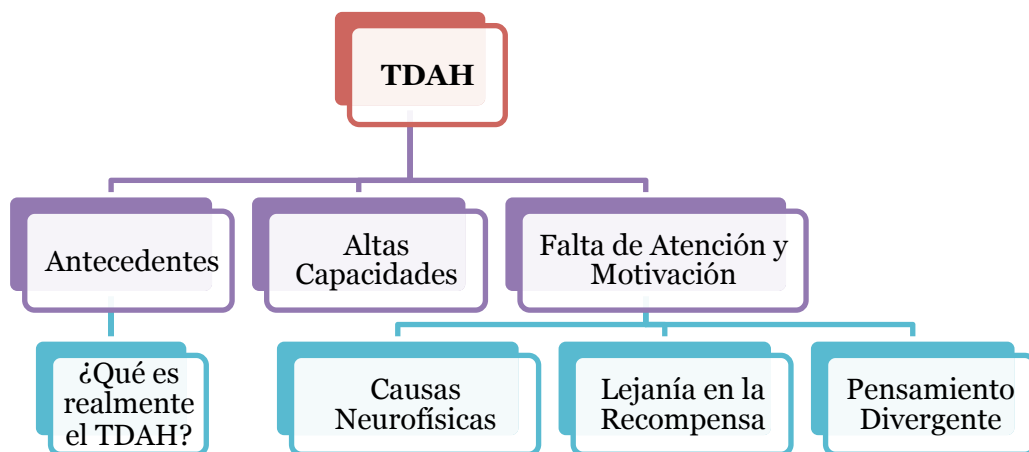 TDAH
Antecedentes
Altas
Capacidades
Falta de Atención y
Motivación
¿Qué es
realmente
el TDAH?
Causas
Neurofísicas
Lejanía en la
Recompensa
Pensamiento
Divergente